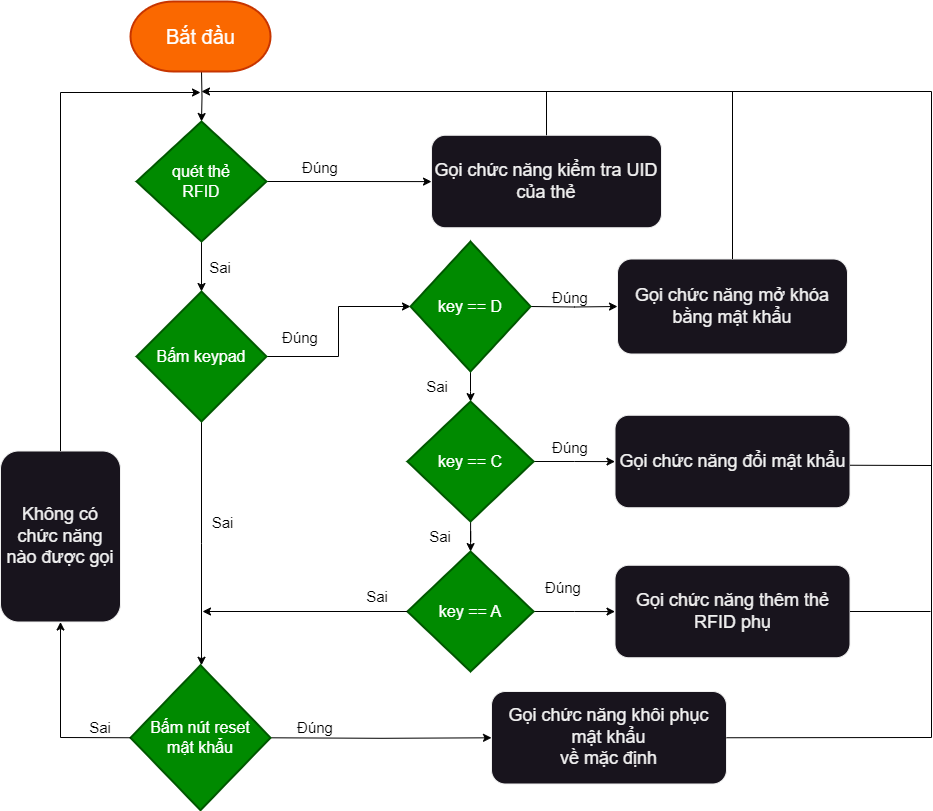 Bắt đầu
quét thẻ
RFID
Đúng
Gọi chức năng kiểm tra UID
của thẻ
Sai
Bấm keypad
Đúng
key == D
Đúng
Gọi chức năng mở khóa
bằng mật khẩu
Sai
key == C
Đúng
Gọi chức năng đổi mật khẩu
Sai
key == A
Đúng
Gọi chức năng thêm thẻ
RFID phụ
Sai
Sai
Bấm nút reset
mật khẩu
Đúng
Gọi chức năng khôi phục
mật khẩu
về mặc định
Sai
Không có
chức năng
nào được gọi